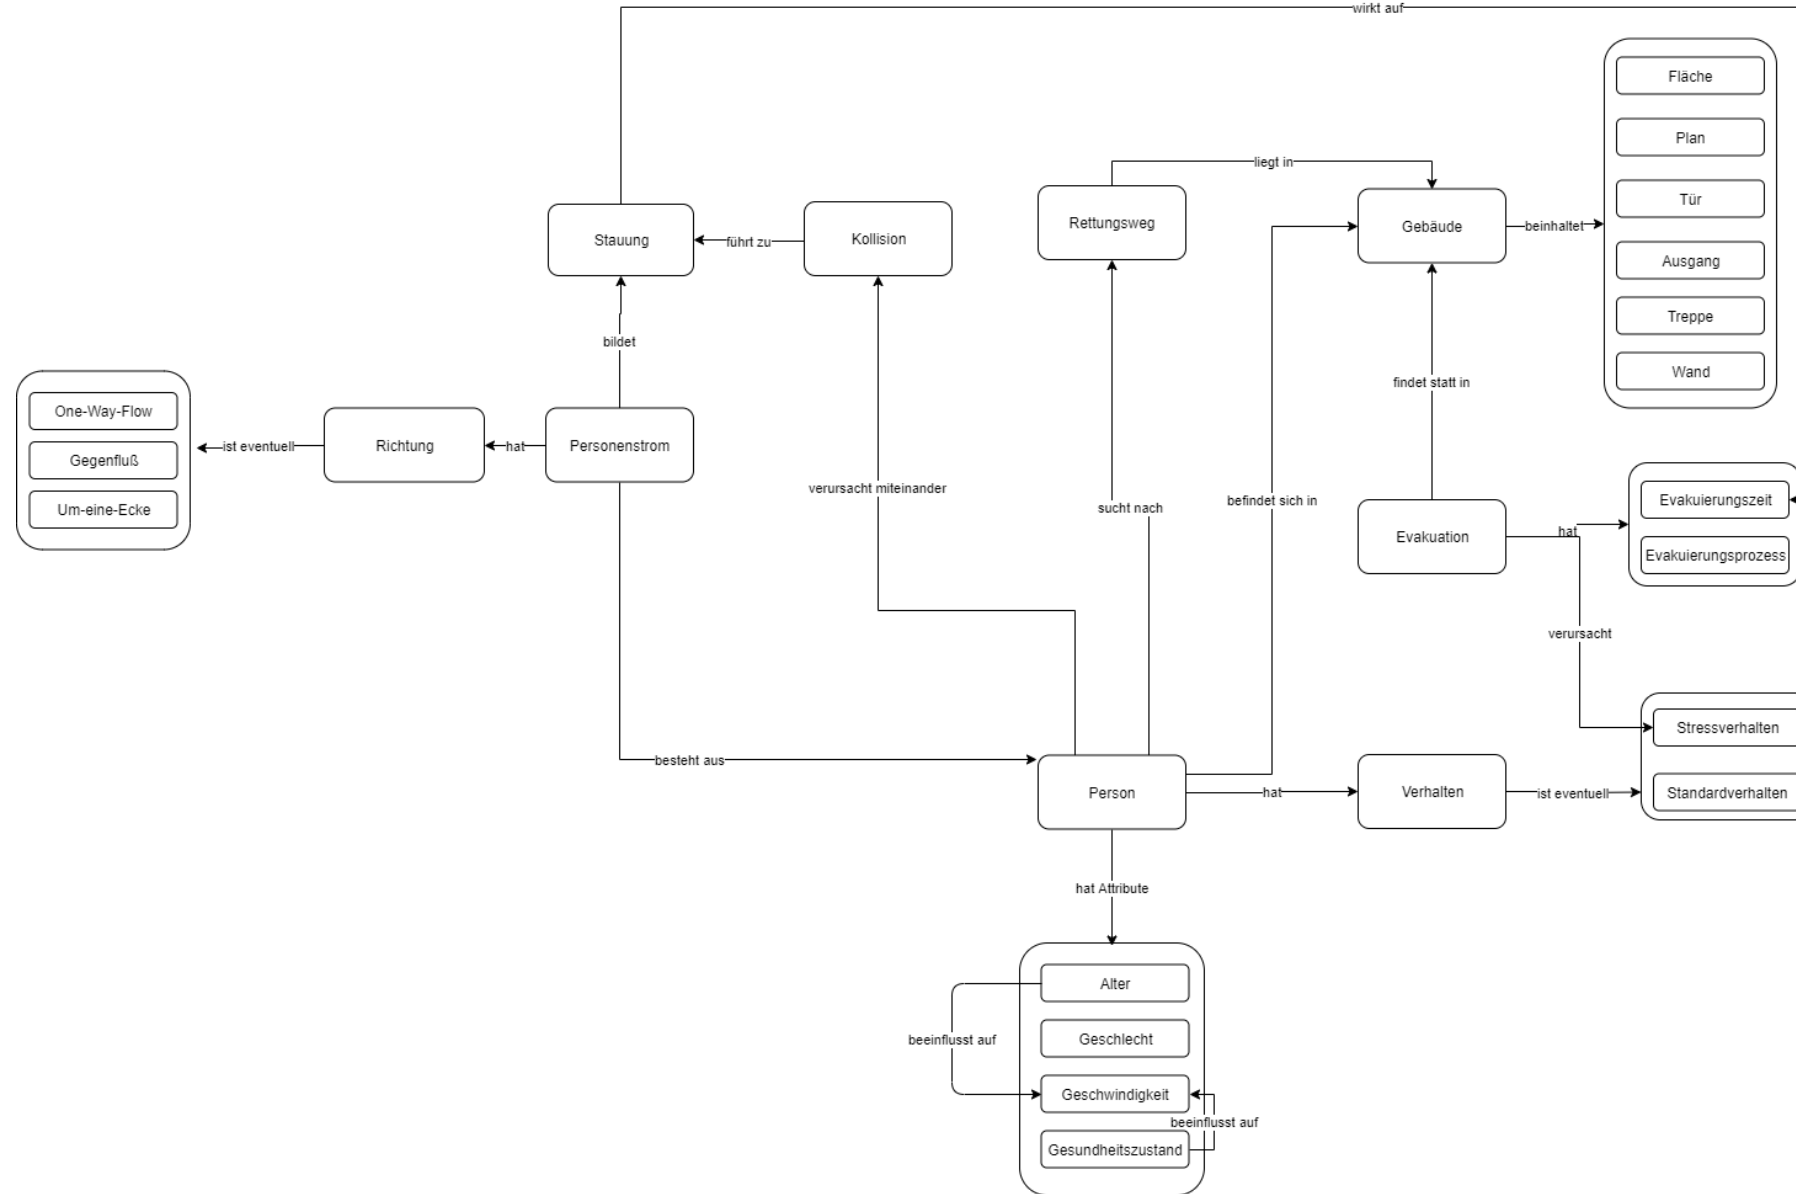 wirkt auf
Fläche
Plan
liegt in
Tür
Rettungsweg
Gebäude
beinhaltet
Stauung
führt zu
Kollision
Ausgang
Treppe
bildet
Wand
findet statt in
One-Way-Flow
Gegenfluß
Um-eine-Ecke
ist eventuell
Richtung
hat
Personenstrom
verursacht miteinander
sucht nach
befindet sich in
Evakuation
hat
Evakuierungszeit
Evakuierungsprozess
verursacht
Stressverhalten
besteht aus
Person
hat
Verhalten
ist eventuell
Standardverhalten
hat Attribute
Alter
beeinflusst auf
Geschlecht
Geschwindigkeit
beeinflusst auf
Gesundheitszustand